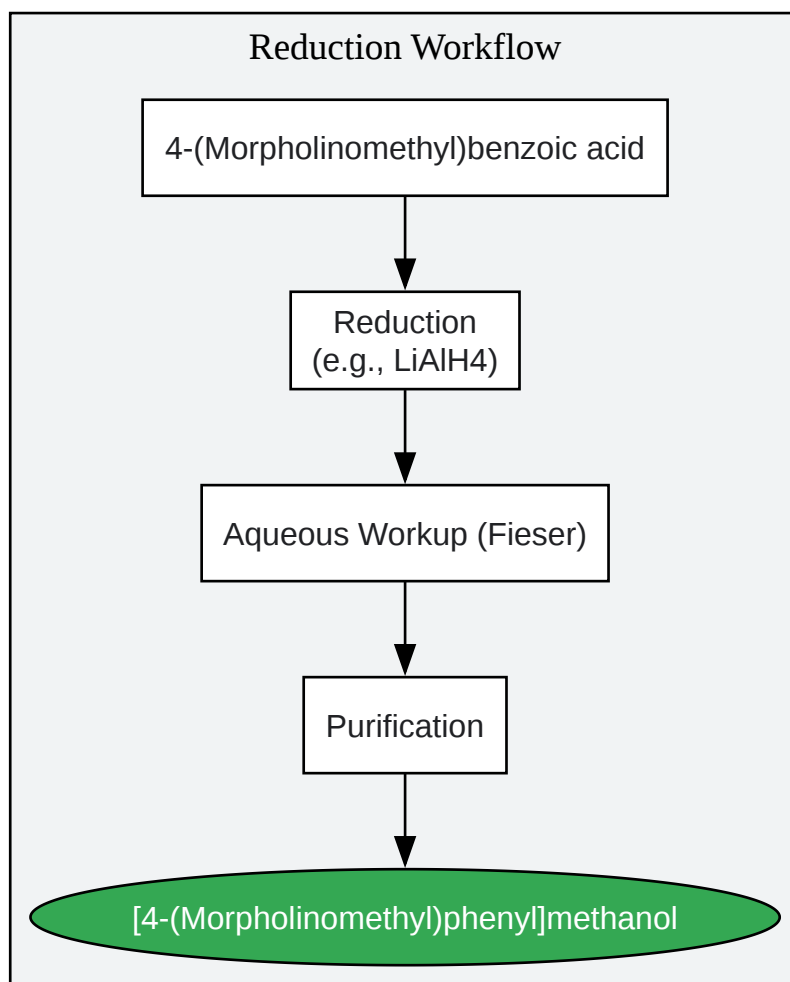 Reduction Workflow
4-(Morpholinomethyl)benzoic acid
Reduction
(e.g., LiAlH4)
Aqueous Workup (Fieser)
Purification
[4-(Morpholinomethyl)phenyl]methanol